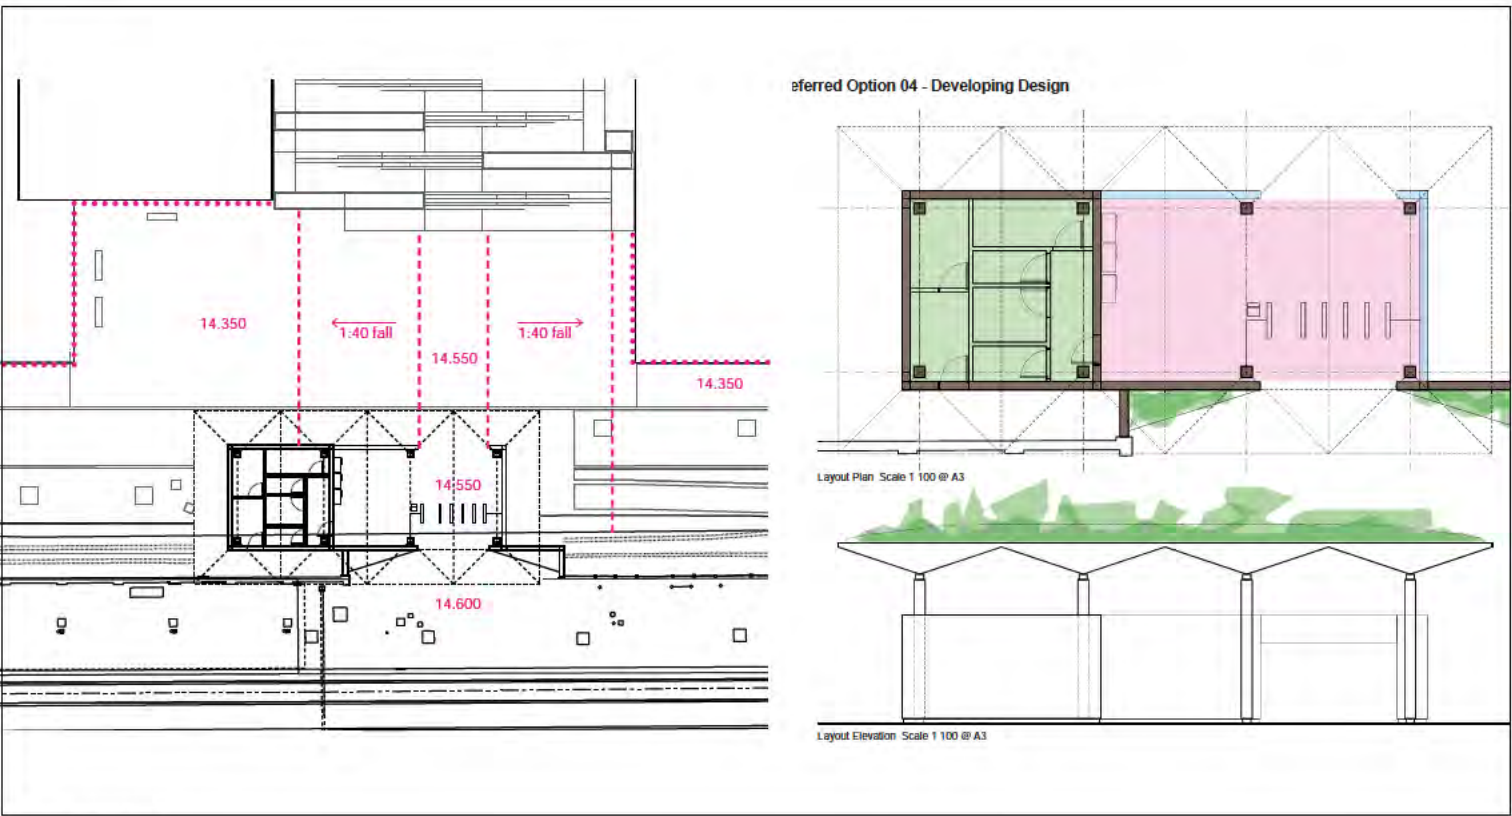 eferred Option 04 - Developing Design
14.350
1:40 fall
1:40 fall
14.550
14.350
14.550
14.600
Layout Plan Scale 1 100 @ A3
Layout Elevation Scale 1 100 @ A3